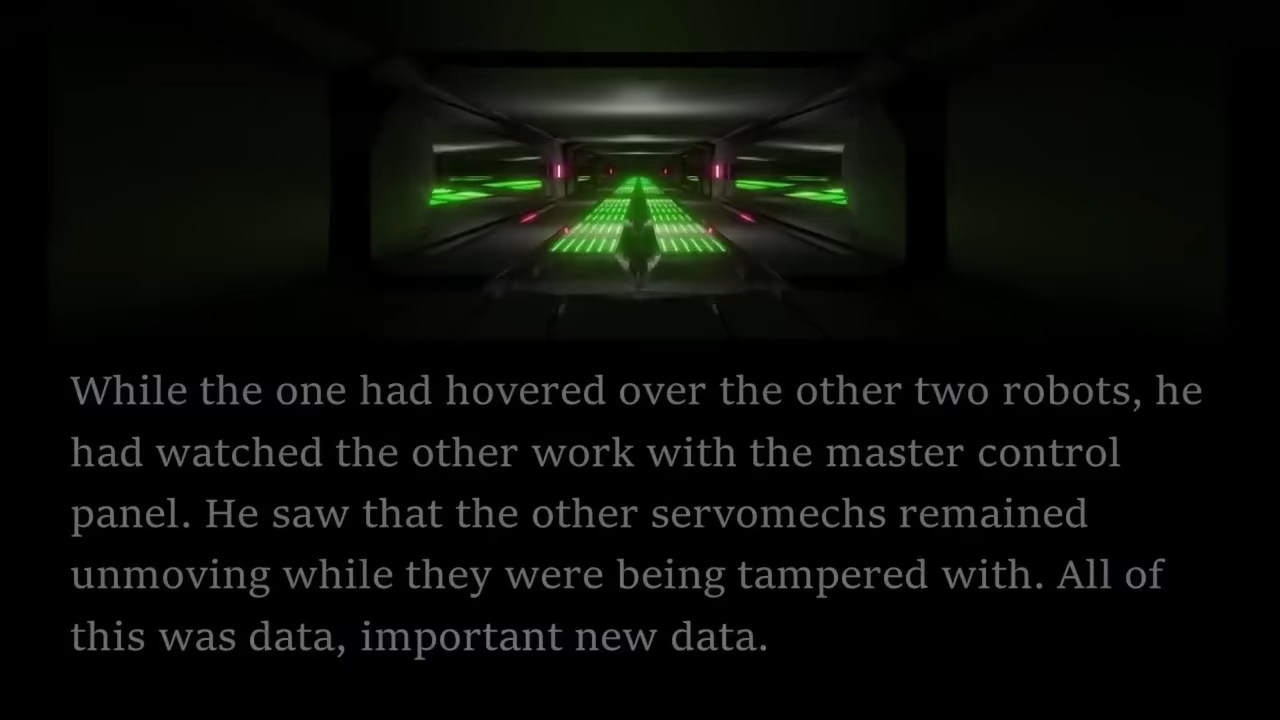 While the one had hovered over the other two robots, he
had watched the other work with the master control
panel. He saw that the other servomechs remained
unmoving while they were being tampered with. All of
this was data, important new data.